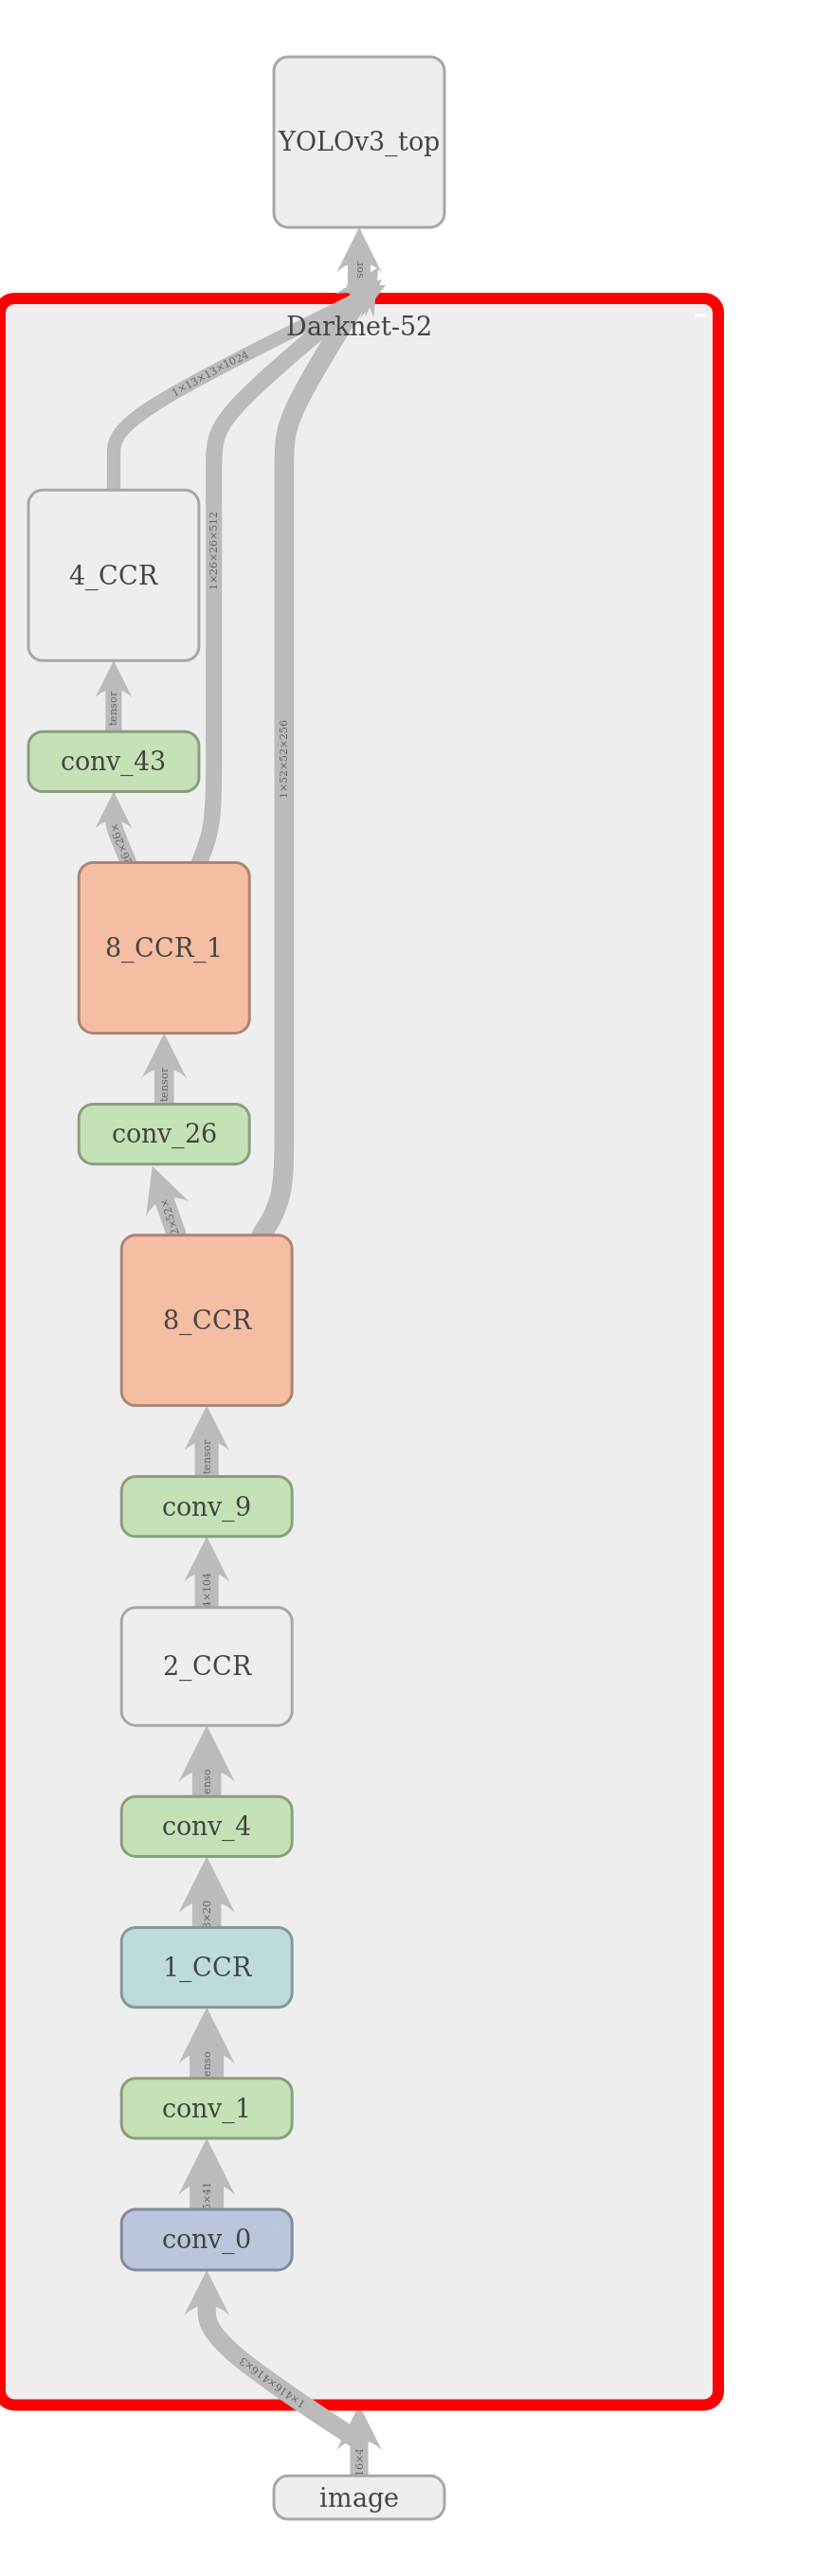 YOLOv3_top
sor
Darknet-52
1×13×13×1024
1×26×26×512
4_CCR
tensor
1×52×52×256
conv_43
6×26×
8_CCR_1
tensor
conv_26
2×52×
8_CCR
tensor
conv_9
4×104
2_CCR
enso
conv_4
8×20
1_CCR
enso
conv_1
6×41
conv_0
1×416×416×3
16×4
image